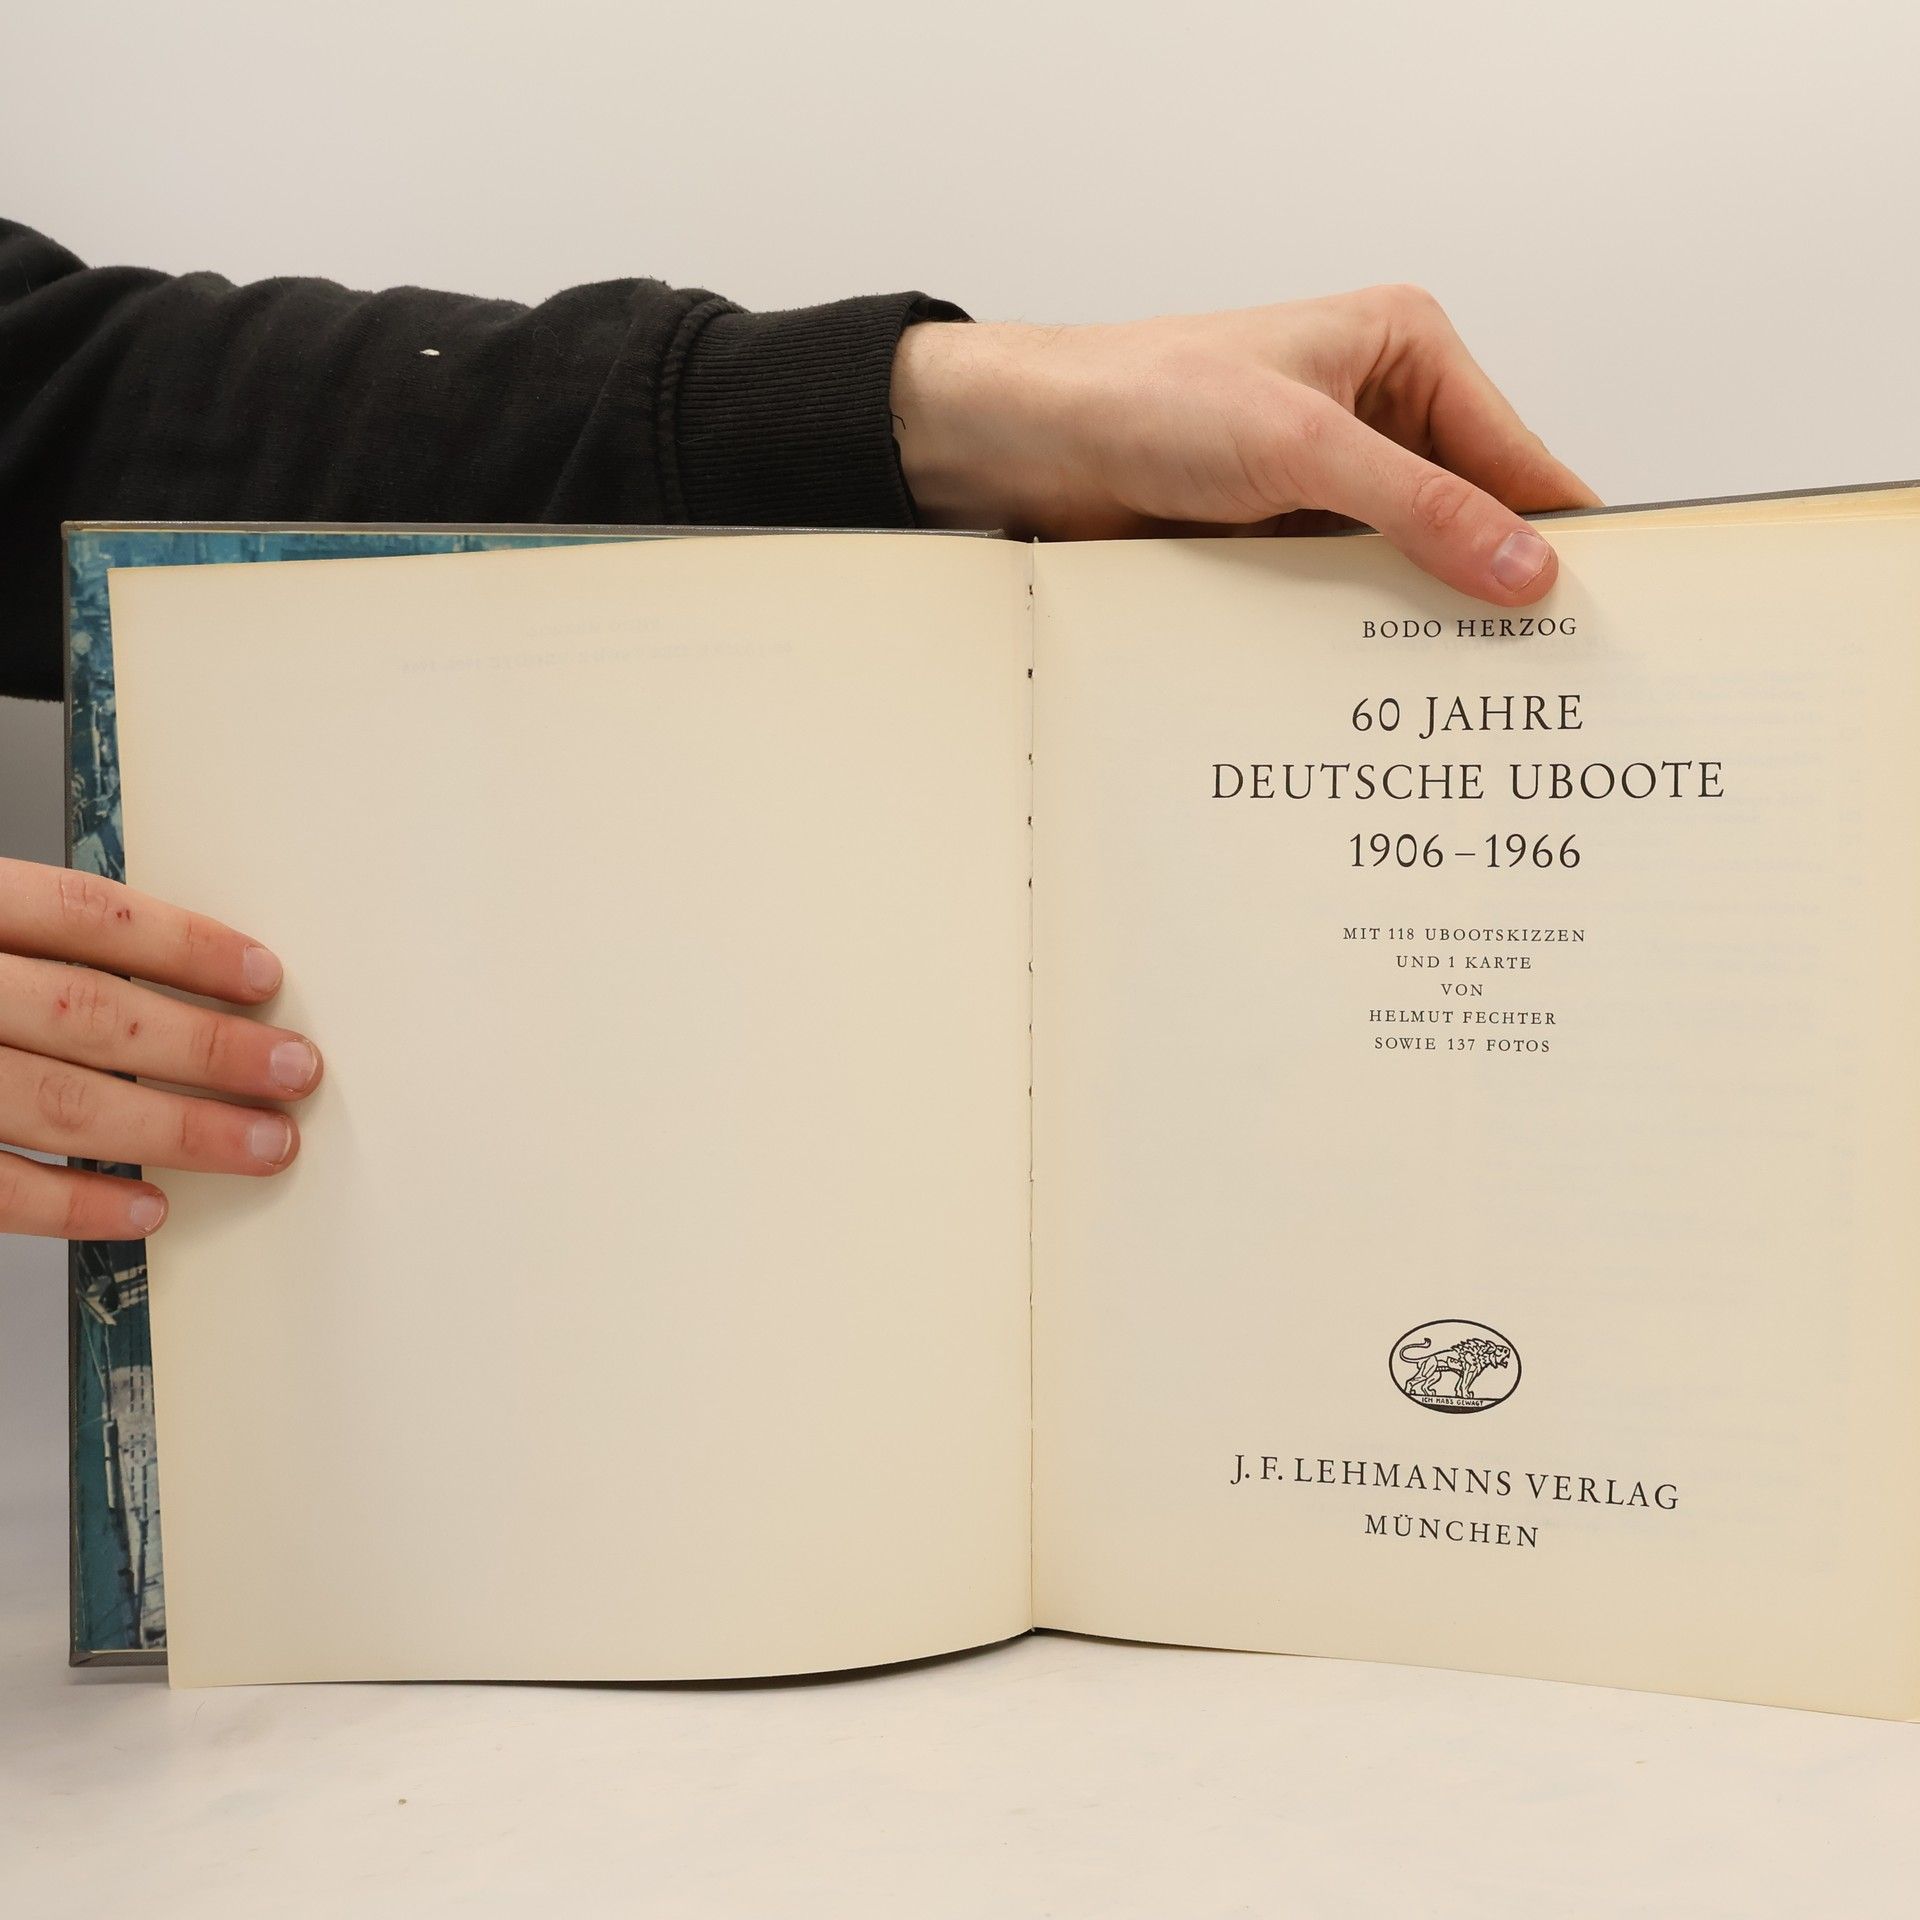 BODO HERZOG
60 JAHRE
DEUTSCHE UBOOTE
1906–1966
MIT 118 UBOOTSKIZZEN
UND 1 KARTE
VON
HELMUT FECHTER
SOWIE 137 FOTOS
ICH HABS GEWAGT
J. F. LEHMANNS VERLAG
MÜNCHEN